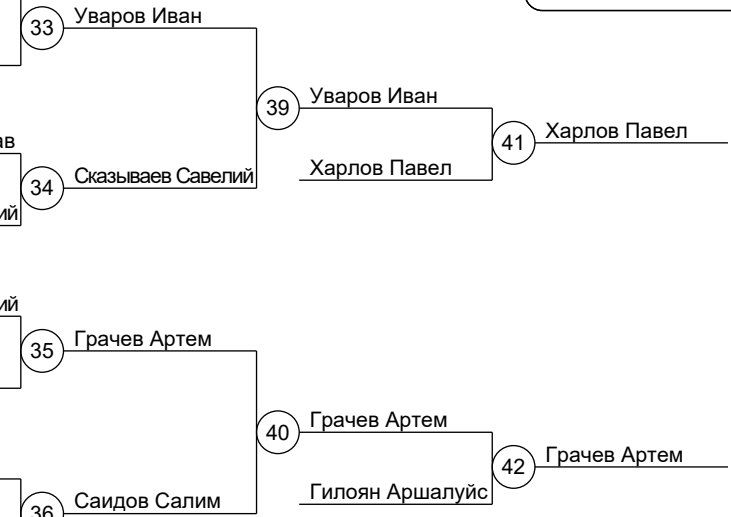 33 Уваров Иван
39 Уваров Иван
41 Харлов Павел
Харлов Павел
34 Сказываев Савелий
35 Грачев Артем
40 Грачев Артем
42 Грачев Артем
Гилоян Аршалуйс
36 Саидов Салим